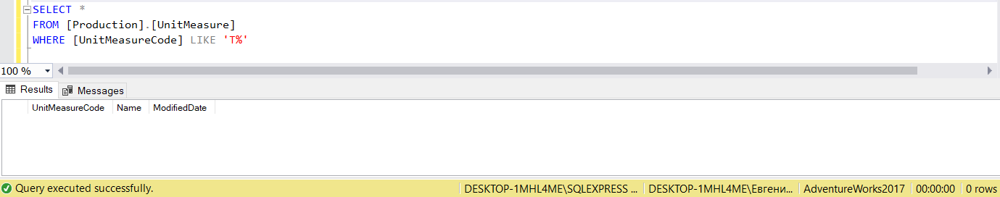 SELECT *
FROM [Production].[UnitMeasure]
WHERE [UnitMeasureCode] LIKE 'T%'
100 %
Results Messages
UnitMeasureCode Name ModifiedDate
Query executed successfully. DESKTOP-1MHL4ME\SQLEXPRESS ... DESKTOP-1MHL4ME\Евгени... AdventureWorks2017 00:00:00 0 rows